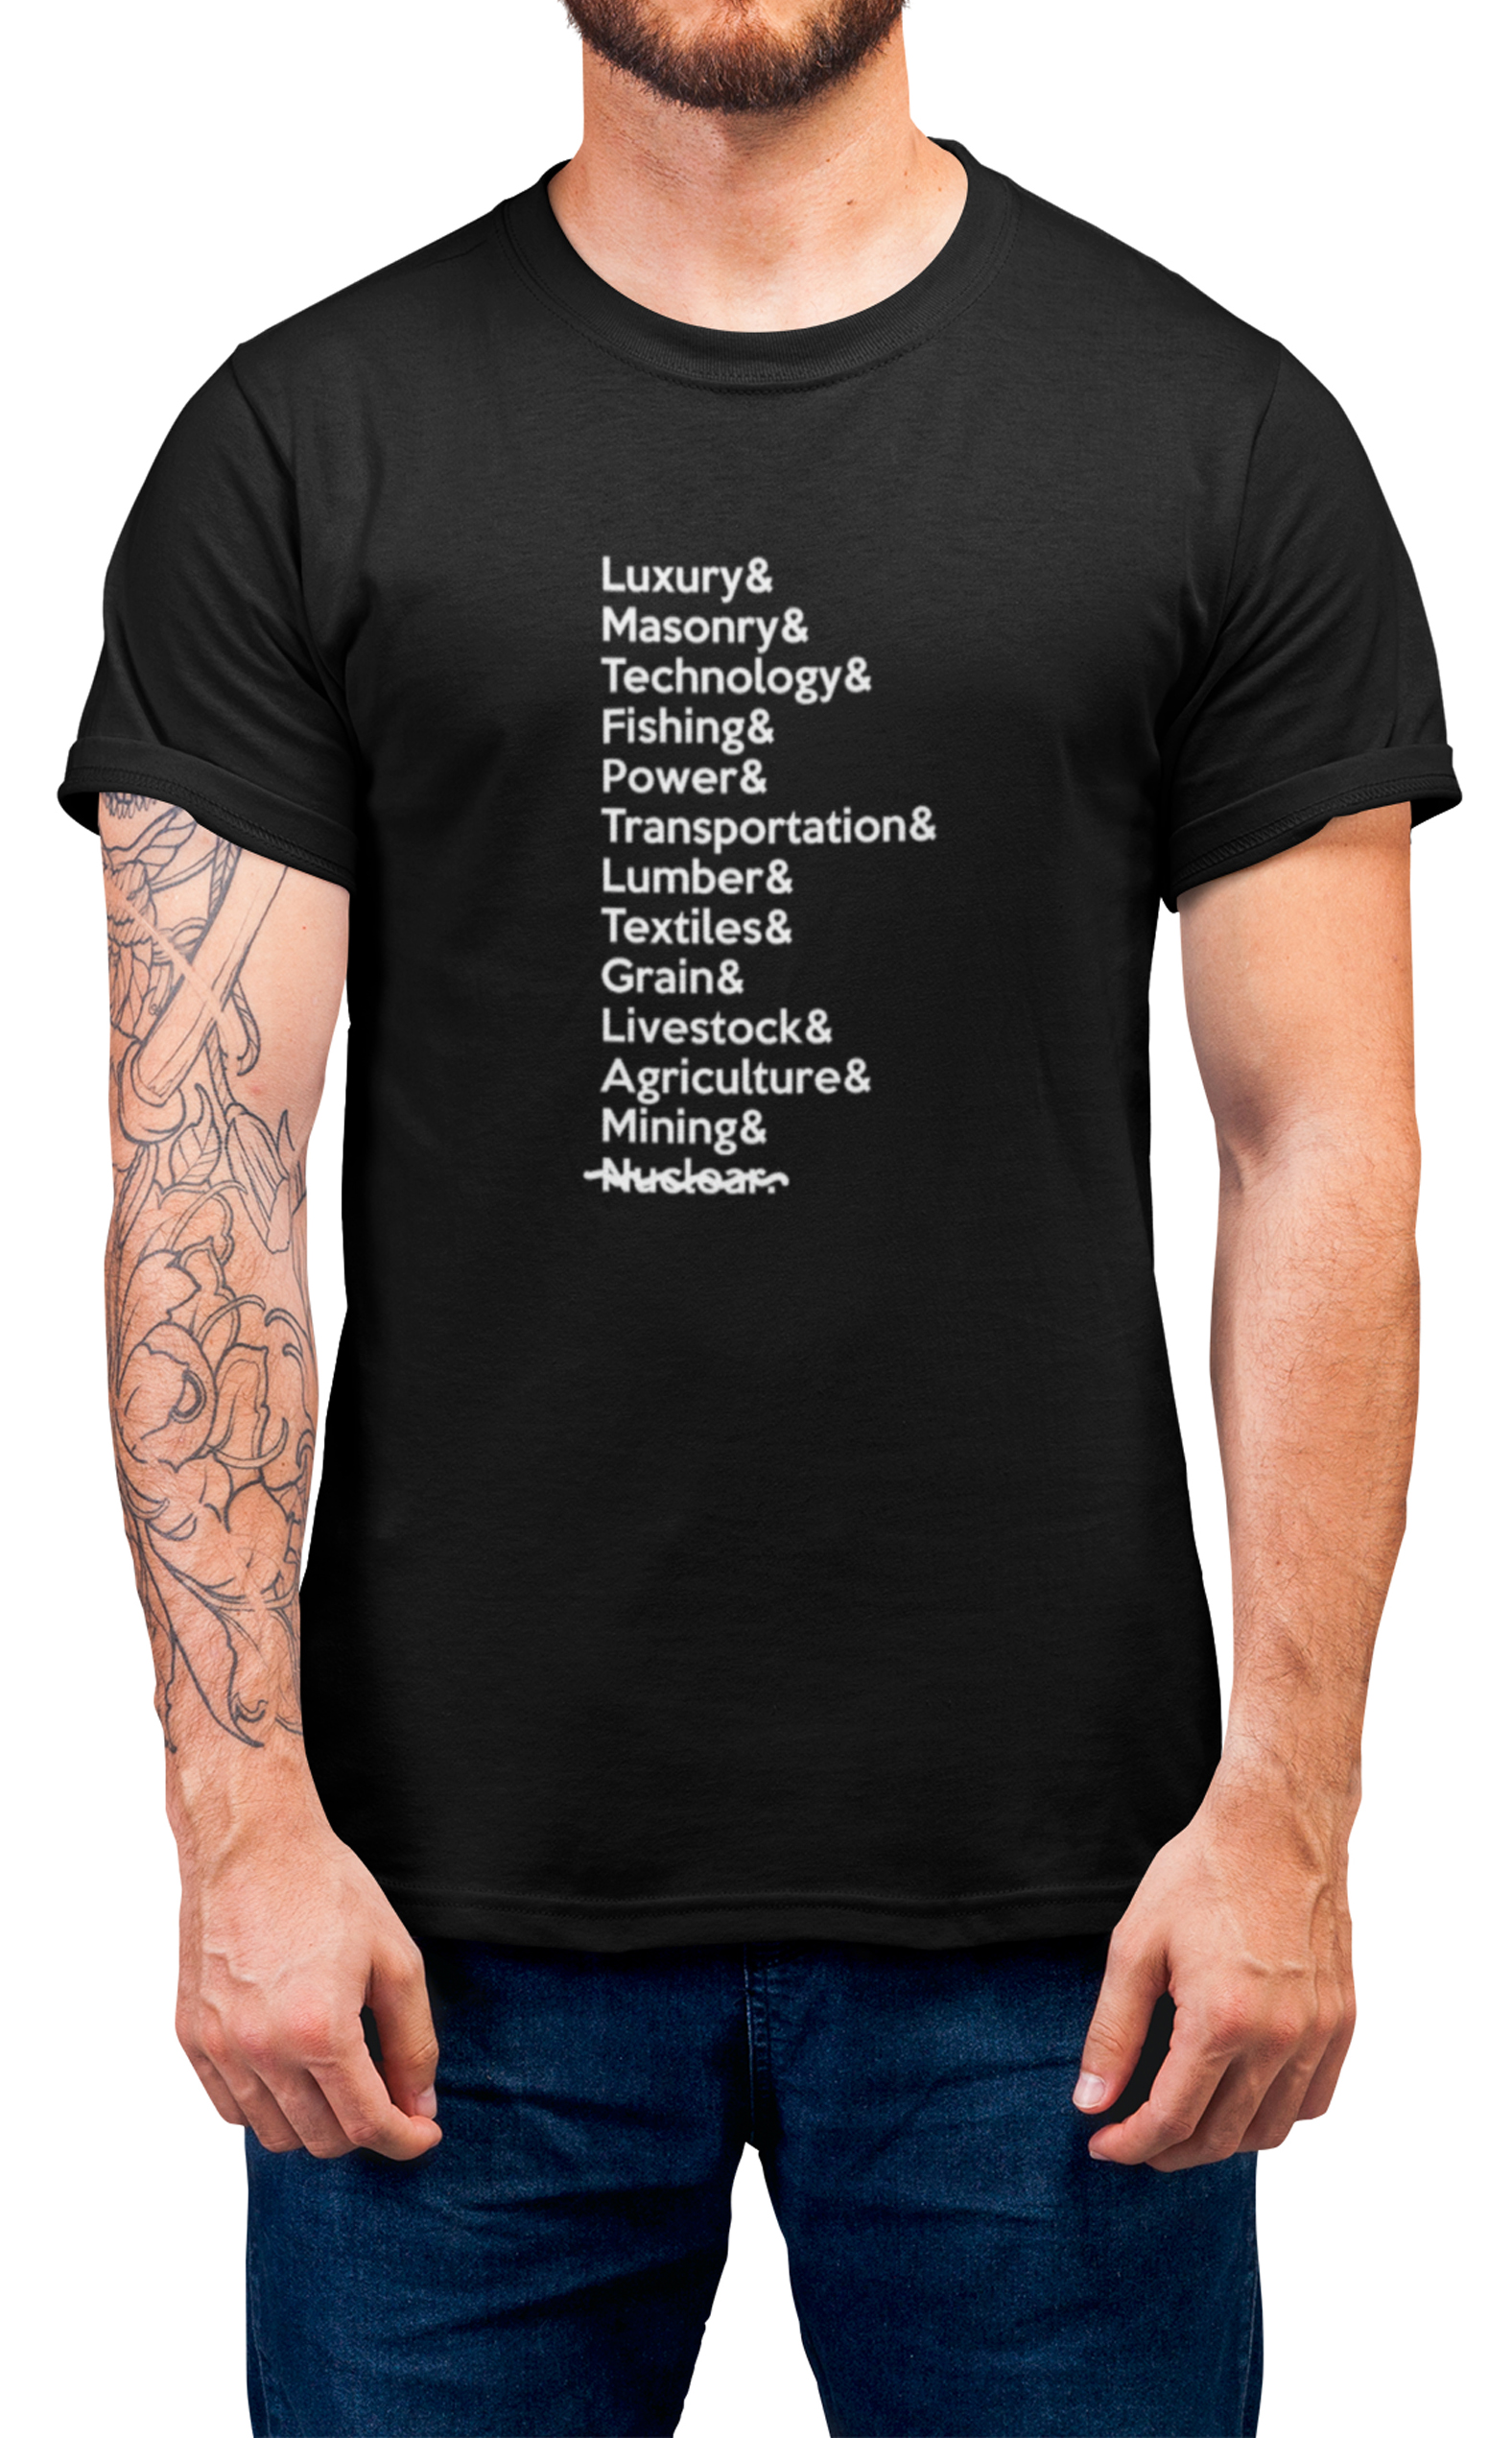 Luxury&
Masonry&
Technology&
Fishing&
Power&
Transportation&
Lumber&
Textiles&
Grain&
Livestock&
Agriculture&
Mining&
Nuclear.